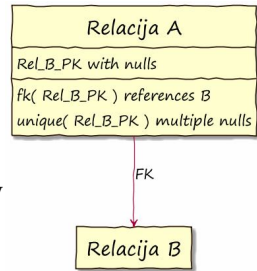 Relacija A
Rel_B_PK with nulls
fk( Rel_B_PK ) references B
unique( Rel_B_PK ) multiple nulls
FK
Relacija B